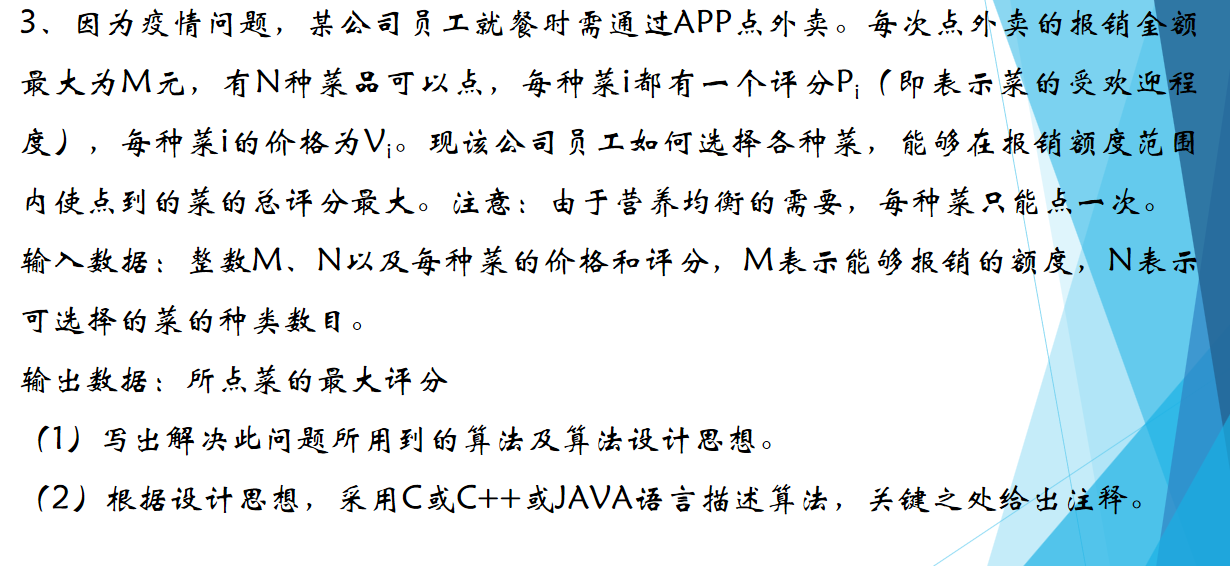 3、因为疫情问题，某公司员工就餐时需通过APP点外卖。每次点外卖的报销金额
最大为M元，有N种菜品可以点，每种菜i都有一个评分Pi（即表示菜的受欢迎程
度），每种菜i的价格为Vi。现该公司员工如何选择各种菜，能够在报销额度范围
内使点到的菜的总评分最大。注意：由于营养均衡的需要，每种菜只能点一次。
输入数据：整数M、N以及每种菜的价格和评分，M表示能够报销的额度，N表示
可选择的菜的种类数目。
输出数据：所点菜的最大评分
（1）写出解决此问题所用到的算法及算法设计思想。
（2）根据设计思想，采用C或C++或JAVA语言描述算法，关键之处给出注释。